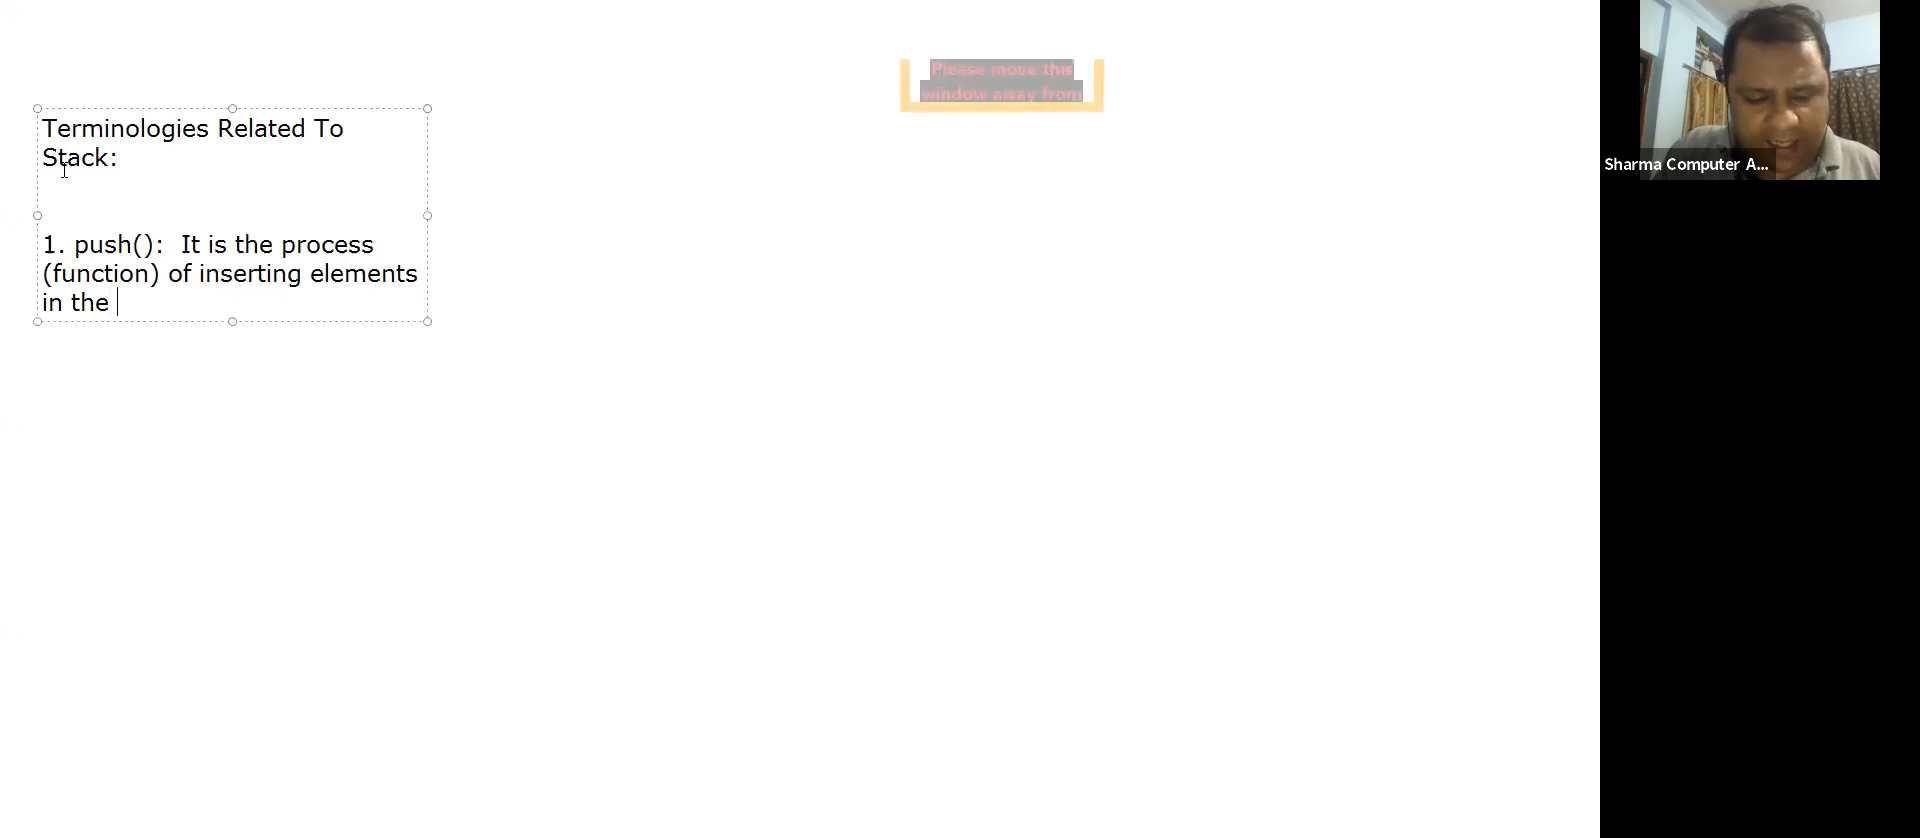 Please move this
window away from
Terminologies Related To
Stack:
1. push():  It is the process
(function) of inserting elements
in the
Sharma Computer A...